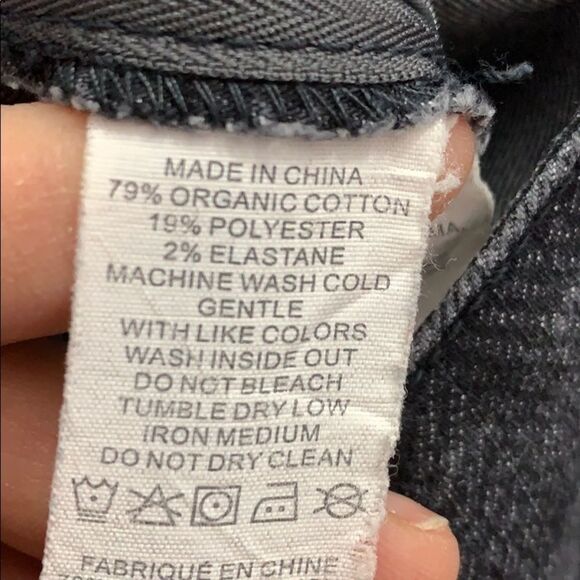 MADE IN CHINA
79% ORGANIC COTTON
19% POLYESTER
2% ELASTANE
MACHINE WASH COLD
GENTLE
WITH LIKE COLORS
WASH INSIDE OUT
DO NOT BLEACH
TUMBLE DRY LOW
IRON MEDIUM
DO NOT DRY CLEAN
FABRIQUÉ EN CHINE